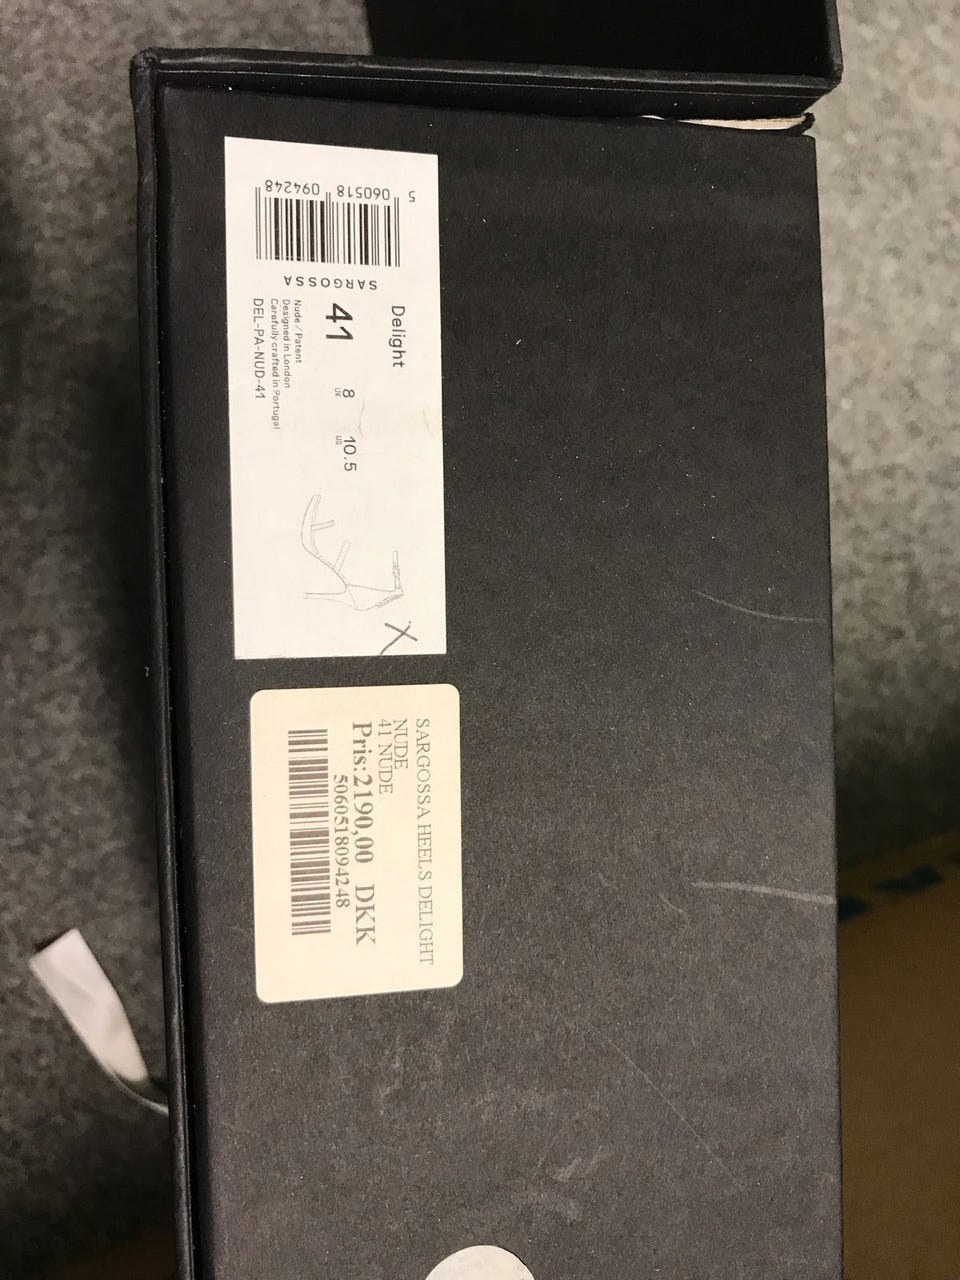 Delight
41
8
UK
10.5
US
Nude / Patent
Designed in London
Carefully crafted in Portugal
DEL-PA-NUD-41
SARGOSSA
5 060518 094248
X
SARGOSSA HEELS DELIGHT
NUDE
41 NUDE
Pris:2190,00 DKK
5060518094248